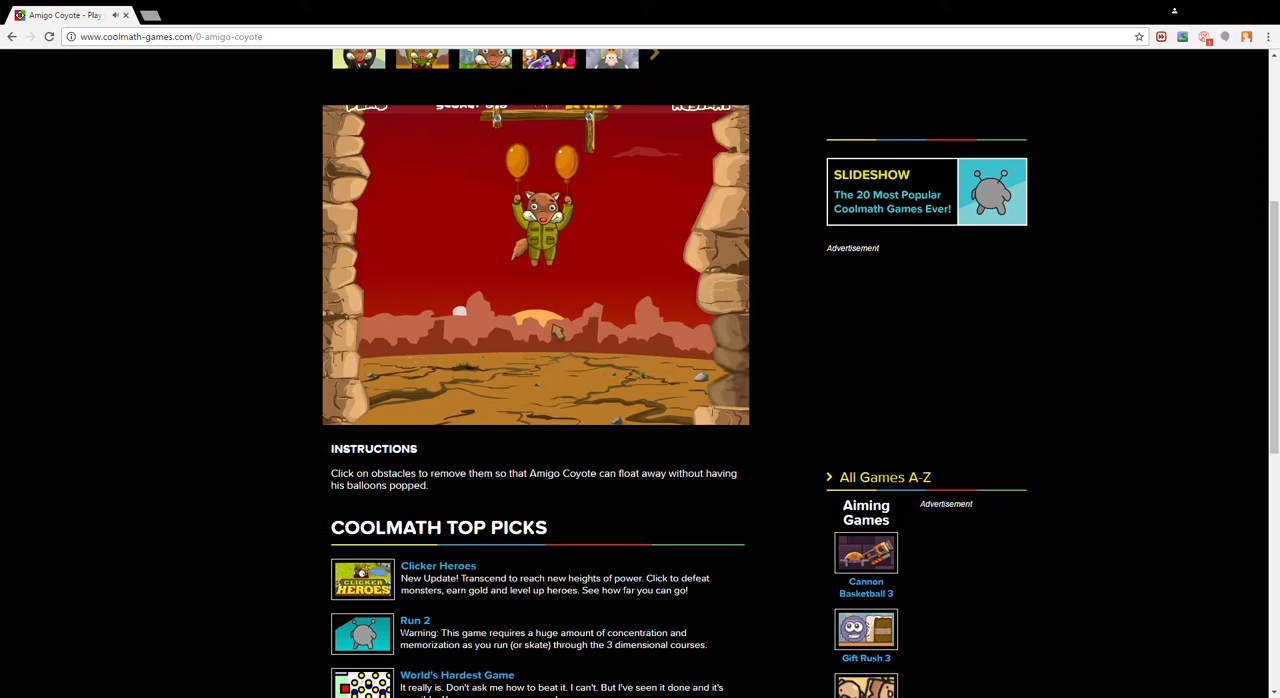 Amigo Coyote - Play
www.coolmath-games.com/0-amigo-coyote
SLIDESHOW
The 20 Most Popular
Coolmath Games Ever!
Advertisement
INSTRUCTIONS
Click on obstacles to remove them so that Amigo Coyote can float away without having
his balloons popped.
COOLMATH TOP PICKS
CLICKER
HEROES
Clicker Heroes
New Update! Transcend to reach new heights of power. Click to defeat
monsters, earn gold and level up heroes. See how far you can go!
Run 2
Warning: This game requires a huge amount of concentration and
memorization as you run (or skate) through the 3 dimensional courses.
World's Hardest Game
It really is. Don't ask me how to beat it. I can't. But I've seen it done and it's
All Games A-Z
Aiming
Games
Advertisement
Cannon
Basketball 3
Gift Rush 3